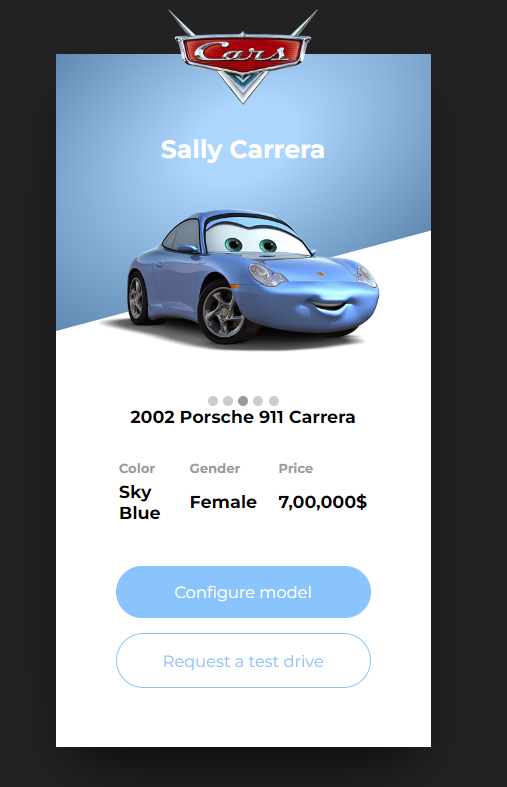 Cars
Sally Carrera
2002 Porsche 911 Carrera
Color Gender Price
Sky
Blue Female 7,00,000$
Configure model
Request a test drive